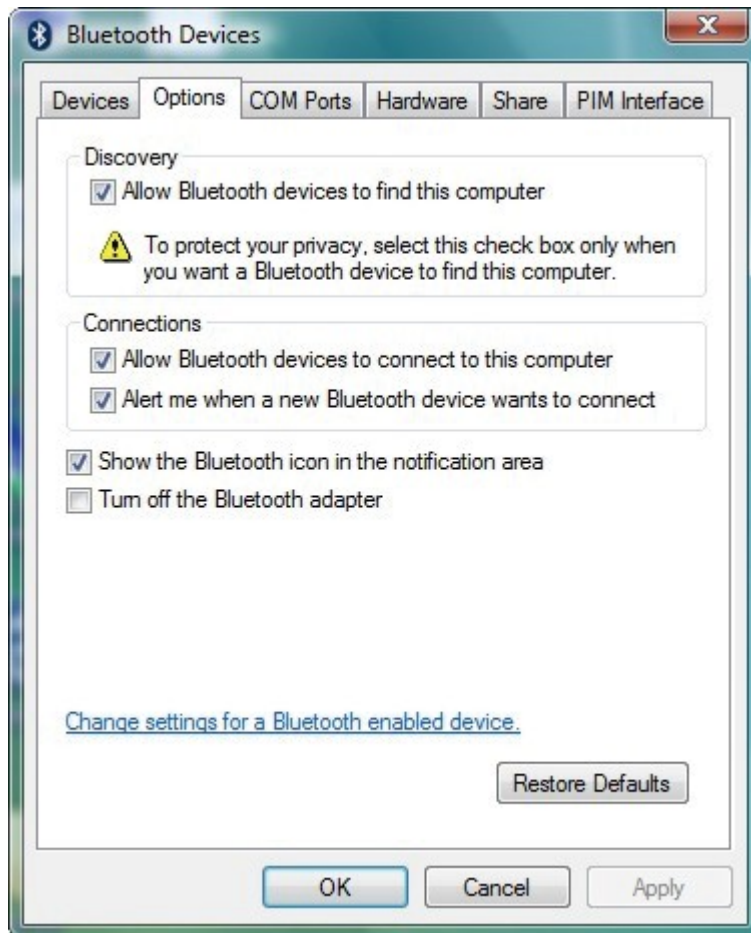 Bluetooth Devices
Devices Options COM Ports Hardware Share PIM Interface
Discovery
Allow Bluetooth devices to find this computer
To protect your privacy, select this check box only when
you want a Bluetooth device to find this computer.
Connections
Allow Bluetooth devices to connect to this computer
Alert me when a new Bluetooth device wants to connect
Show the Bluetooth icon in the notification area
Turn off the Bluetooth adapter
Change settings for a Bluetooth enabled device.
Restore Defaults
OK Cancel Apply